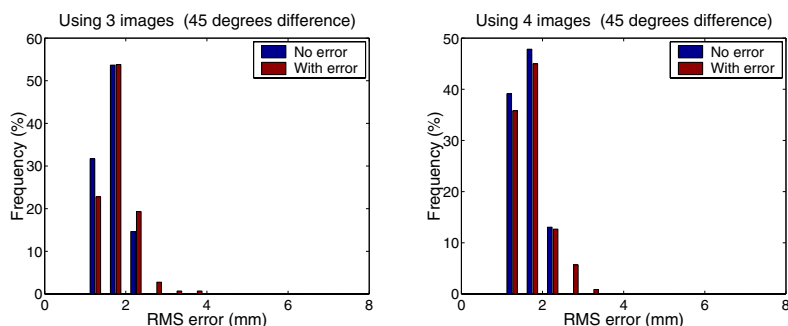 Using 3 images (45 degrees difference)
60
50
40
30
20
10
0
Frequency (%)
No error
With error
0 2 4 6 8
RMS error (mm)
Using 4 images (45 degrees difference)
50
40
30
20
10
0
Frequency (%)
No error
With error
0 2 4 6 8
RMS error (mm)